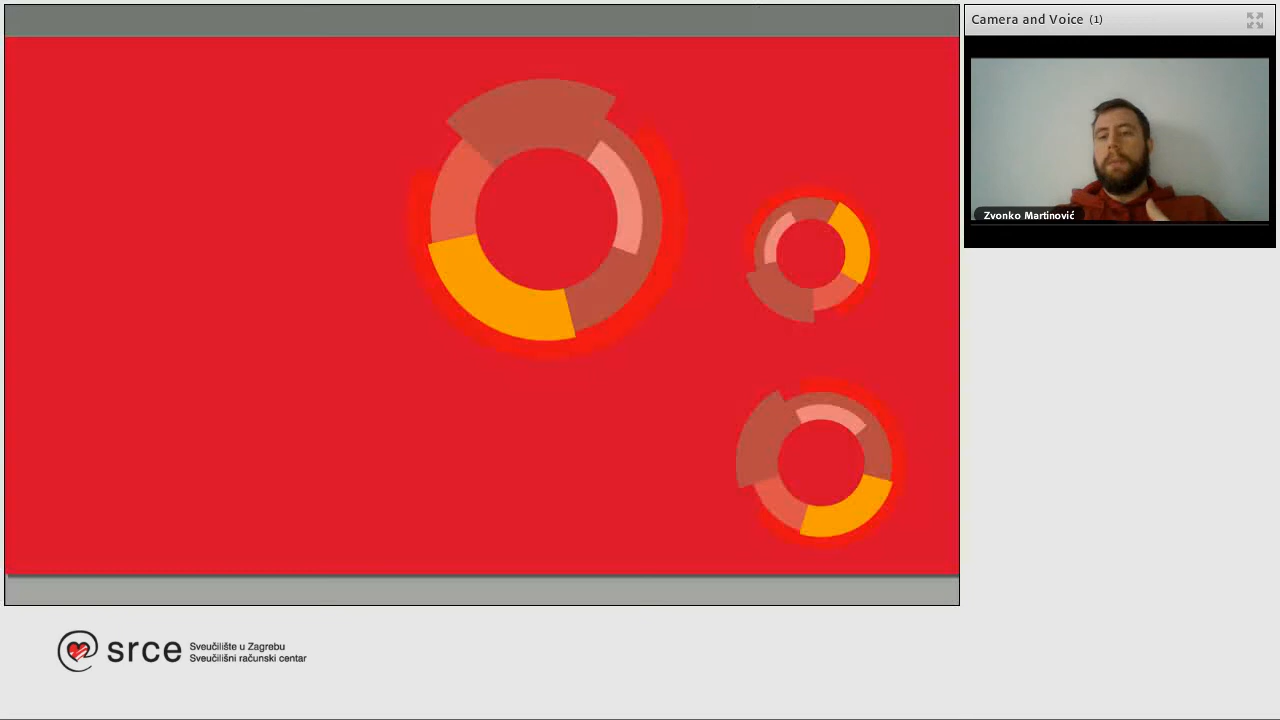 Camera and Voice (1)
Zvonko Martinović
srce
Sveučilište u Zagrebu
Sveučilišni računski centar